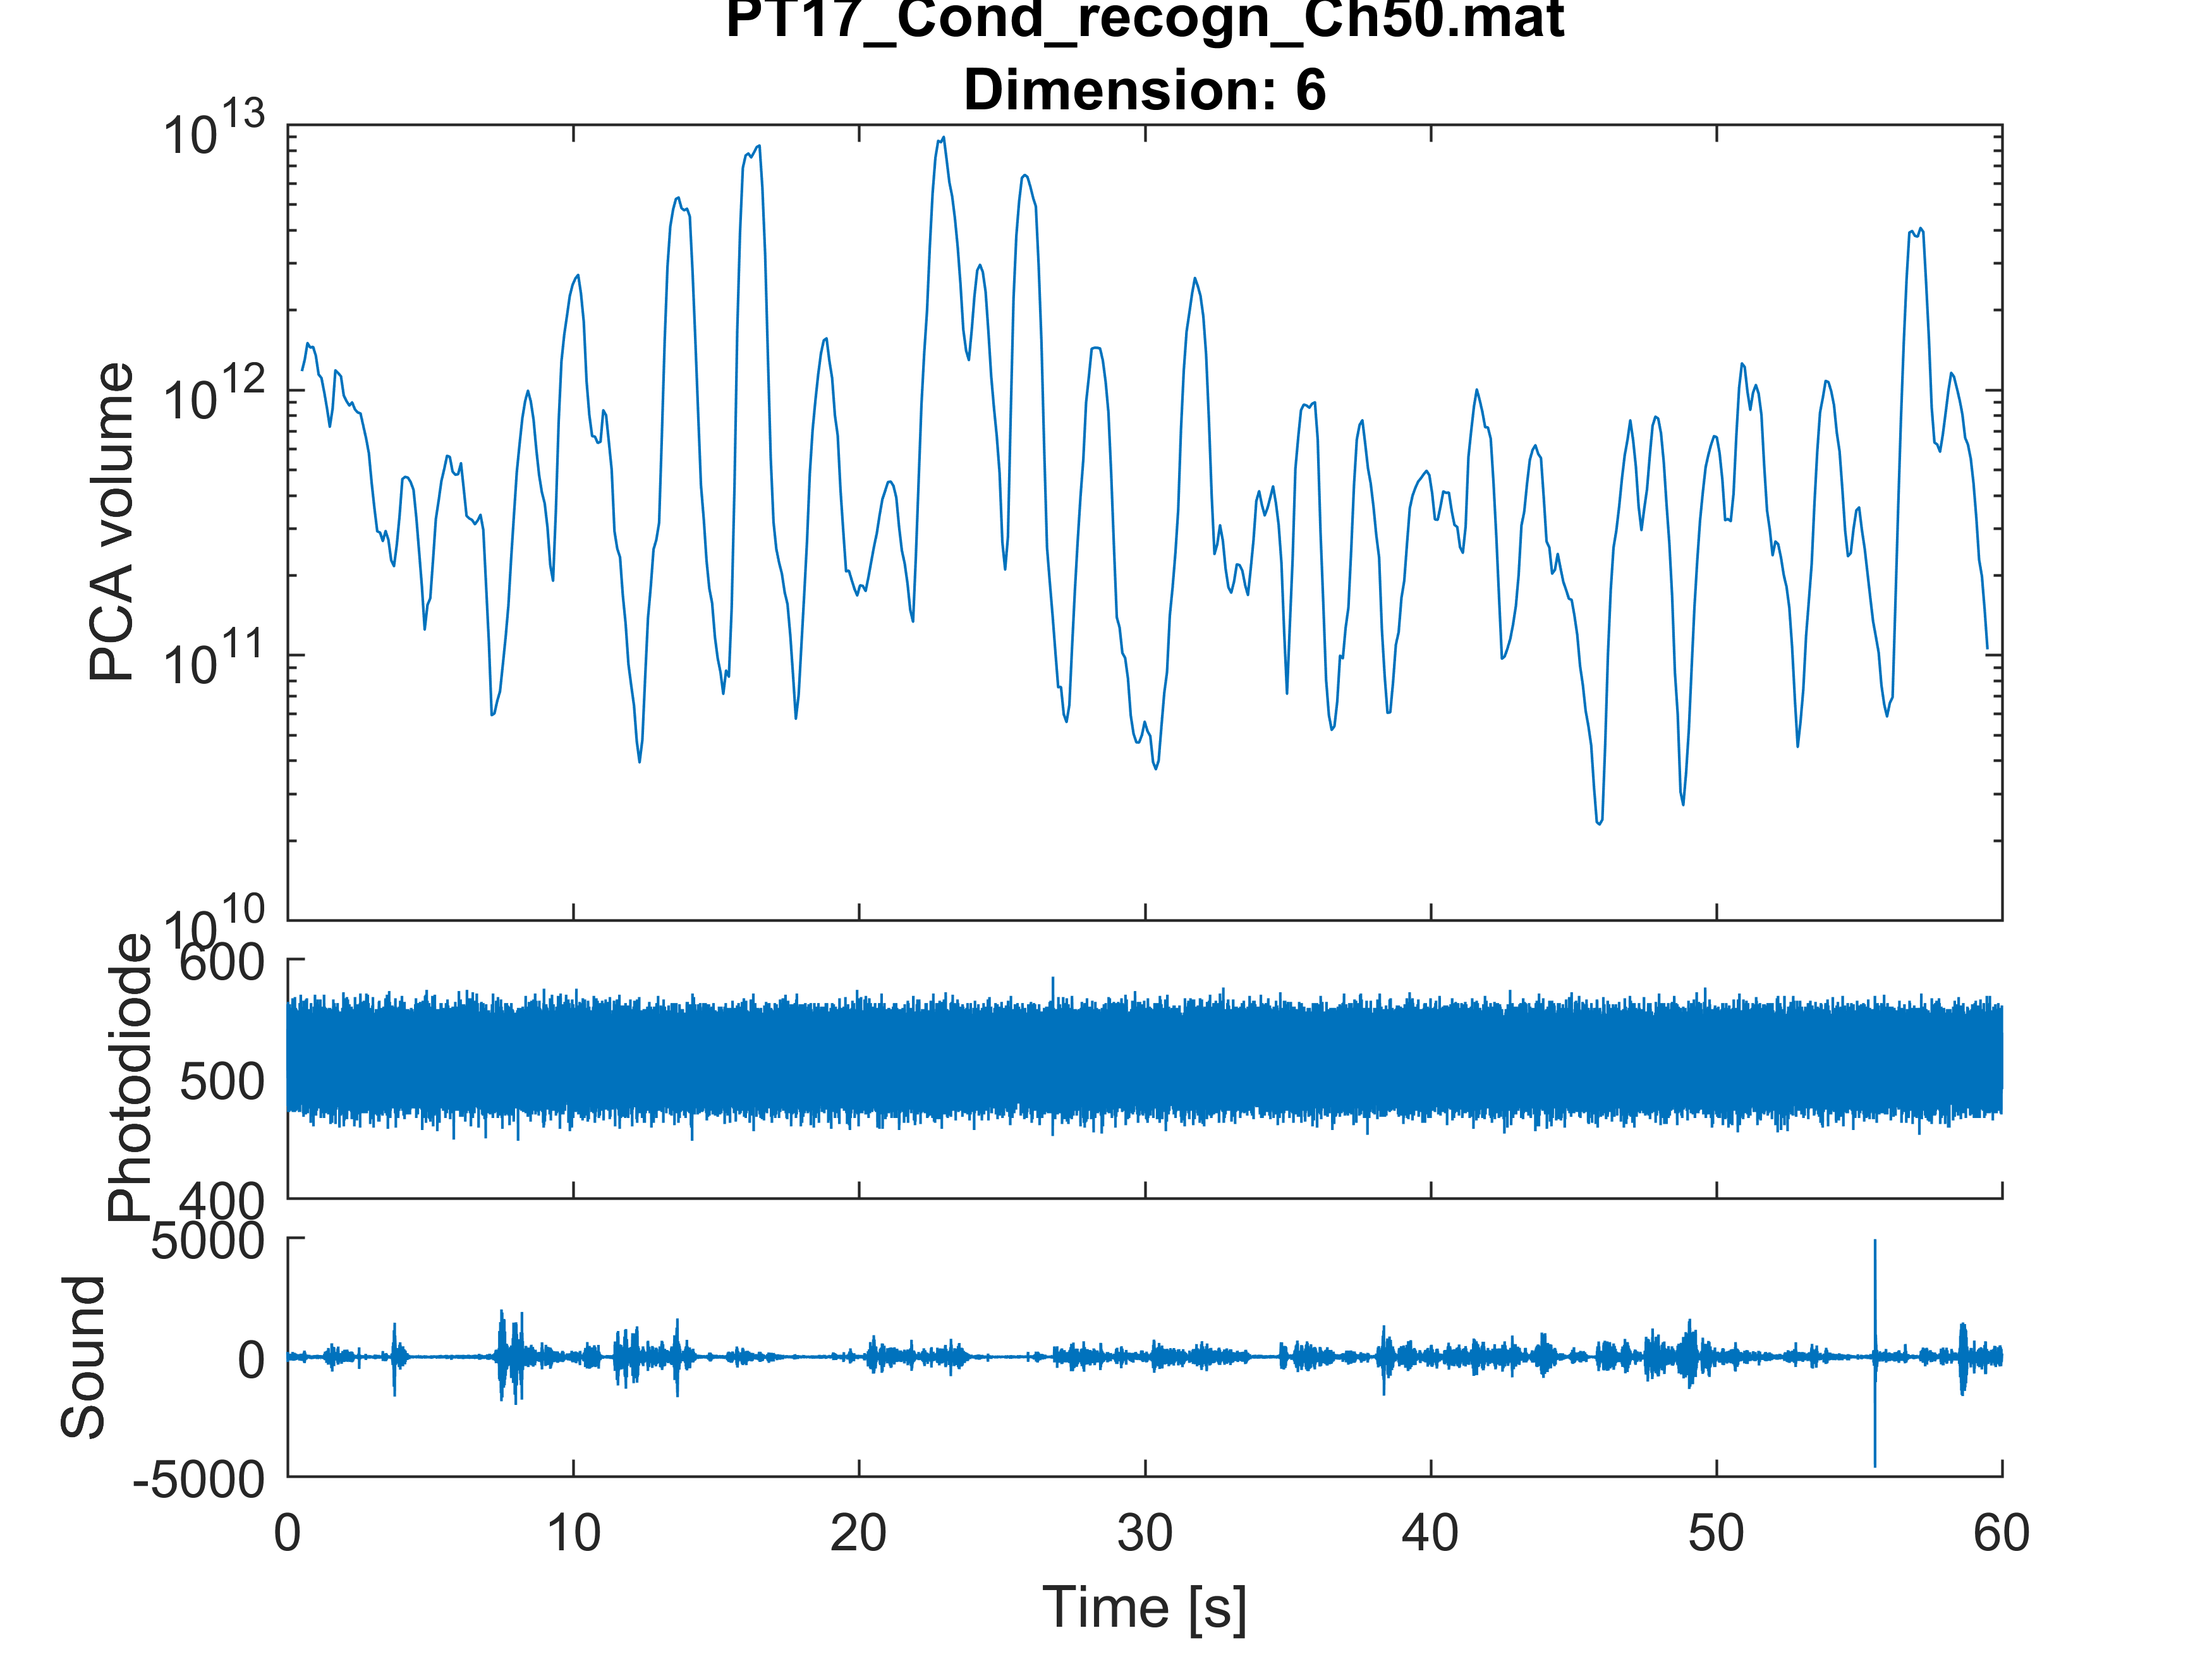 PT17_Cond_recogn_Ch50.mat
Dimension: 6
10^13
10^12
10^11
10^10
PCA volume
600
500
400
Photodiode
5000
0
-5000
Sound
0 10 20 30 40 50 60
Time [s]